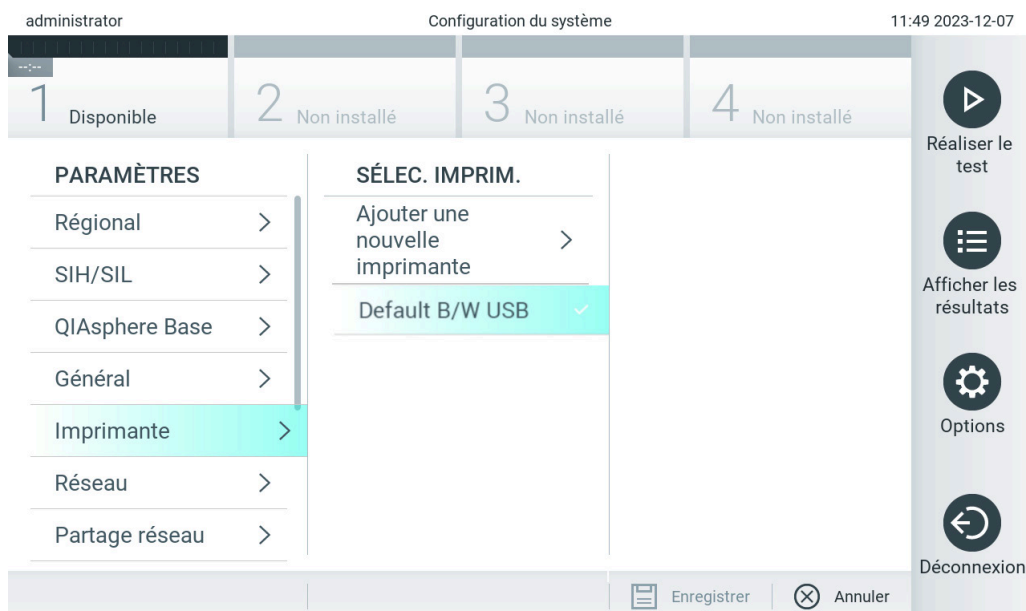 administrator Configuration du système 11:49 2023-12-07
--:--
1 Disponible 2 Non installé 3 Non installé 4 Non installé
Réaliser le
test
PARAMÈTRES
Régional
SIH/SIL
QIAsphere Base
Général
Imprimante
Réseau
Partage réseau
SÉLEC. IMPRIM.
Ajouter une
nouvelle
imprimante
Default B/W USB
Afficher les
résultats
Options
Déconnexion
Enregistrer Annuler